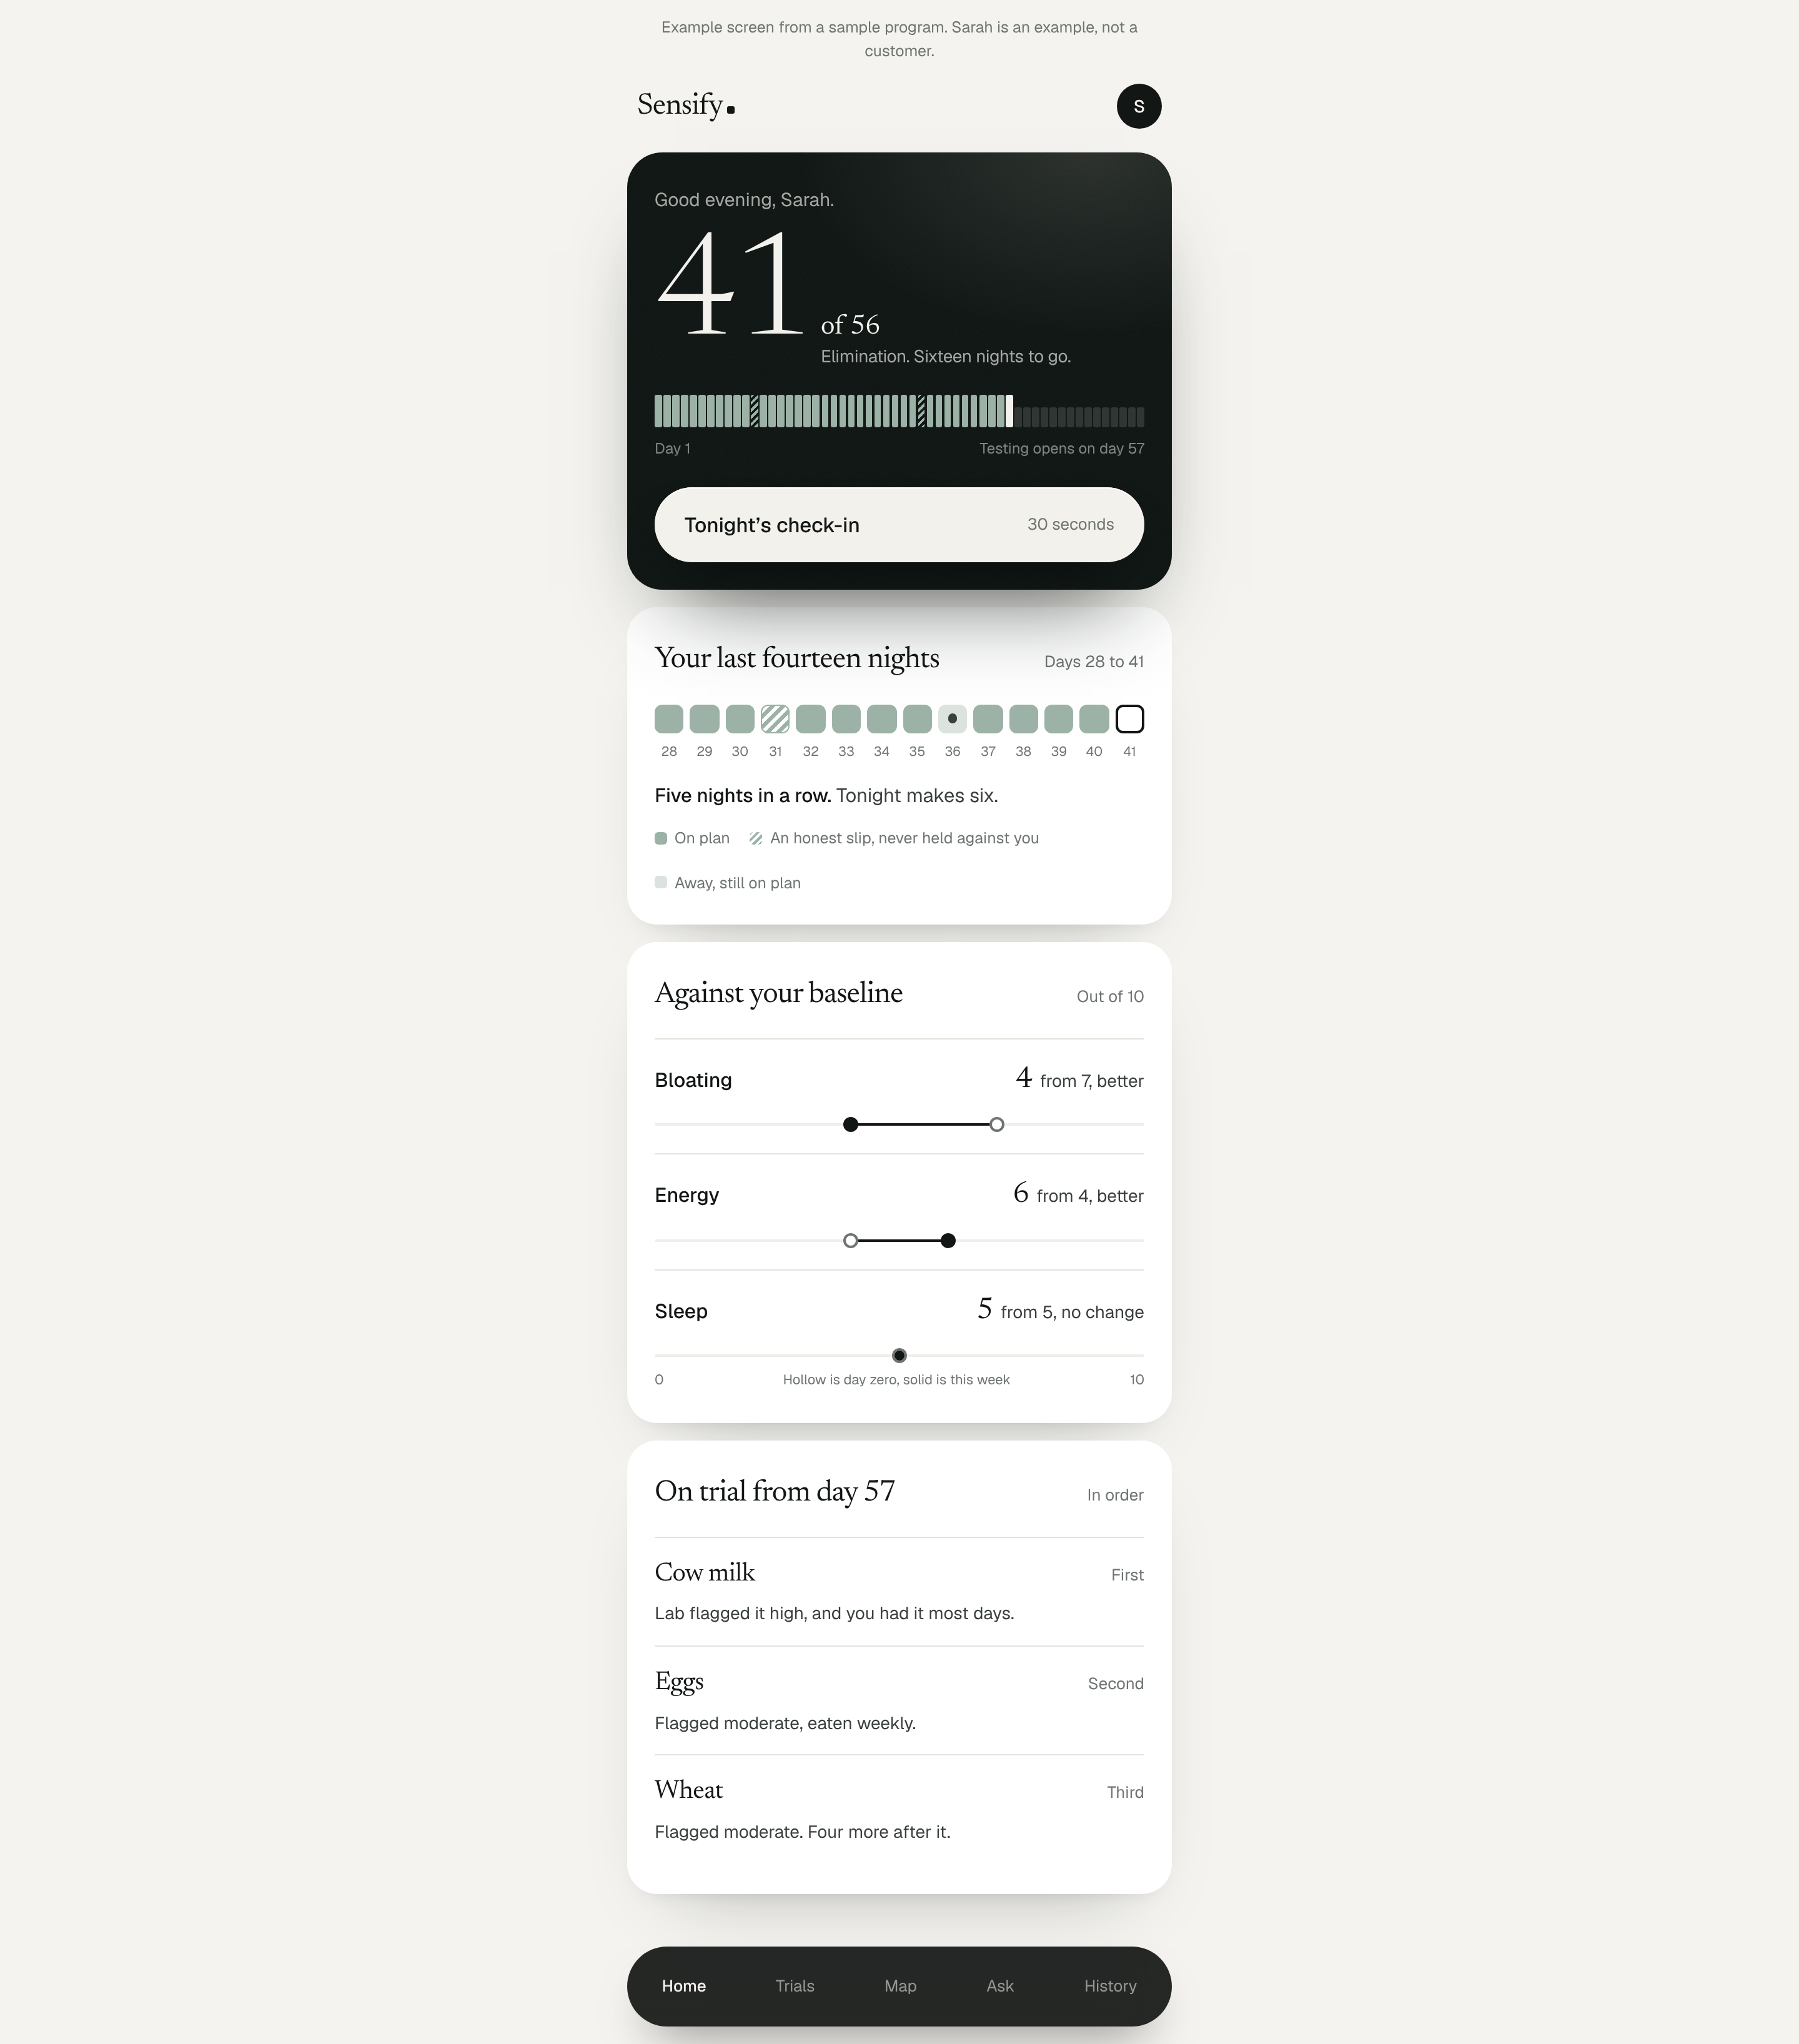 Example screen from a sample program. Sarah is an example, not a
customer.
Sensify
S
Good evening, Sarah.
41
of 56
Elimination. Sixteen nights to go.
Day 1
Testing opens on day 57
Tonight’s check-in
30 seconds
Your last fourteen nights
Days 28 to 41
28 29 30 31 32 33 34 35 36 37 38 39 40 41
Five nights in a row. Tonight makes six.
On plan
An honest slip, never held against you
Away, still on plan
Against your baseline
Out of 10
Bloating
4 from 7, better
Energy
6 from 4, better
Sleep
5 from 5, no change
0
Hollow is day zero, solid is this week
10
On trial from day 57
In order
Cow milk
First
Lab flagged it high, and you had it most days.
Eggs
Second
Flagged moderate, eaten weekly.
Wheat
Third
Flagged moderate. Four more after it.
Home
Trials
Map
Ask
History